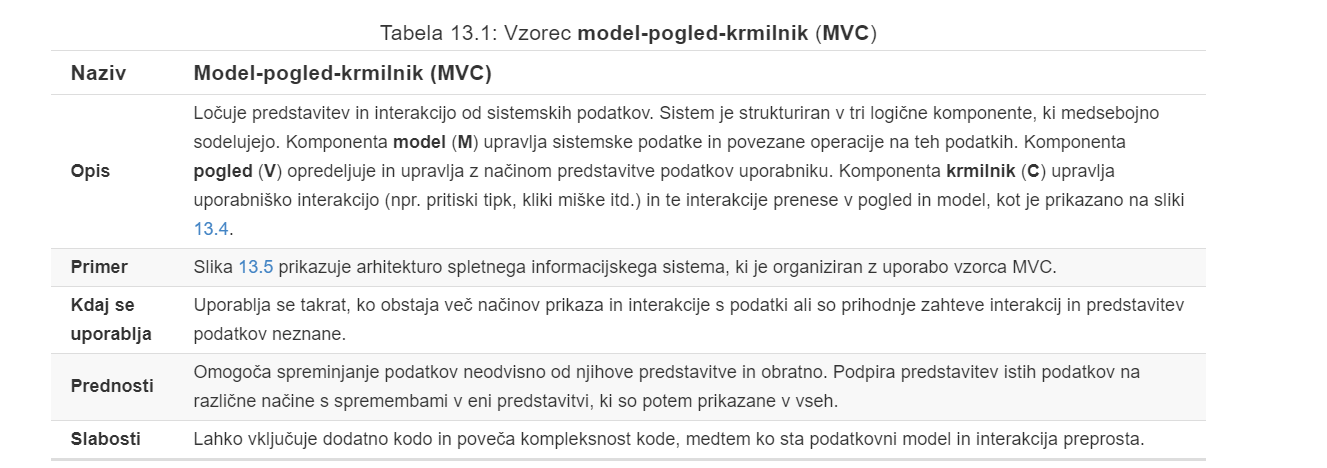 Tabela 13.1: Vzorec model-pogled-krmilnik (MVC)
Naziv Model-pogled-krmilnik (MVC)
Opis
Ločuje predstavitev in interakcijo od sistemskih podatkov. Sistem je strukturiran v tri logične komponente, ki medsebojno
sodelujejo. Komponenta model (M) upravlja sistemske podatke in povezane operacije na teh podatkih. Komponenta
pogled (V) opredeljuje in upravlja z načinom predstavitve podatkov uporabniku. Komponenta krmilnik (C) upravlja
uporabniško interakcijo (npr. pritiski tipk, kliki miške itd.) in te interakcije prenese v pogled in model, kot je prikazano na sliki
13.4.
Primer Slika 13.5 prikazuje arhitekturo spletnega informacijskega sistema, ki je organiziran z uporabo vzorca MVC.
Kdaj se
uporablja
Uporablja se takrat, ko obstaja več načinov prikaza in interakcije s podatki ali so prihodnje zahteve interakcij in predstavitev
podatkov neznane.
Prednosti
Omogoča spreminjanje podatkov neodvisno od njihove predstavitve in obratno. Podpira predstavitev istih podatkov na
različne načine s spremembami v eni predstavitvi, ki so potem prikazane v vseh.
Slabosti Lahko vključuje dodatno kodo in poveča kompleksnost kode, medtem ko sta podatkovni model in interakcija preprosta.